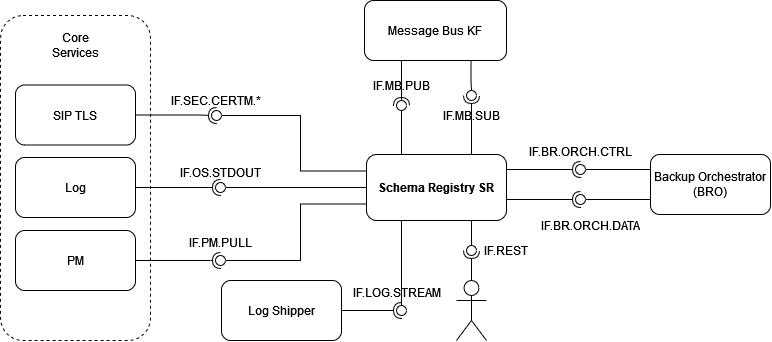 Core
Services
Message Bus KF
IF.MB.PUB
IF.SEC.CERTM.*
SIP TLS
IF.MB.SUB
IF.BR.ORCH.CTRL
IF.OS.STDOUT
Log
Schema Registry SR
Backup Orchestrator
(BRO)
IF.BR.ORCH.DATA
IF.PM.PULL
PM
IF.REST
IF.LOG.STREAM
Log Shipper